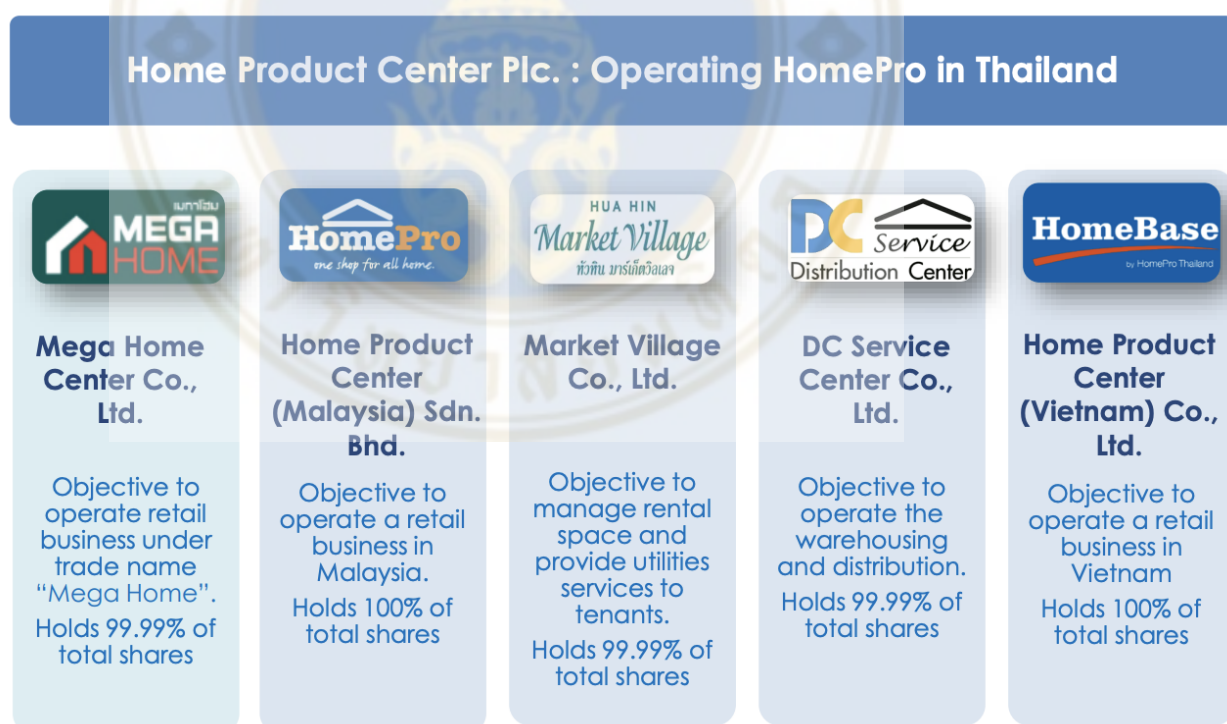 Home Product Center Plc. : Operating HomePro in Thailand
เมกาโฮม
MEGA
HOME
Mega Home
Center Co.,
Ltd.
Objective to
operate retail
business under
trade name
“Mega Home”.
Holds 99.99% of
total shares
HomePro
one shop for all home.
Home Product
Center
(Malaysia) Sdn.
Bhd.
Objective to
operate a retail
business in
Malaysia.
Holds 100% of
total shares
HUA HIN
Market Village
หัวหิน มาร์เก็ตวิลเลจ
Market Village
Co., Ltd.
Objective to
manage rental
space and
provide utilities
services to
tenants.
Holds 99.99% of
total shares
DC Service
Distribution Center
DC Service
Center Co.,
Ltd.
Objective to
operate the
warehousing
and distribution.
Holds 99.99% of
total shares
HomeBase
by HomePro Thailand
Home Product
Center
(Vietnam) Co.,
Ltd.
Objective to
operate a retail
business in
Vietnam
Holds 100% of
total shares